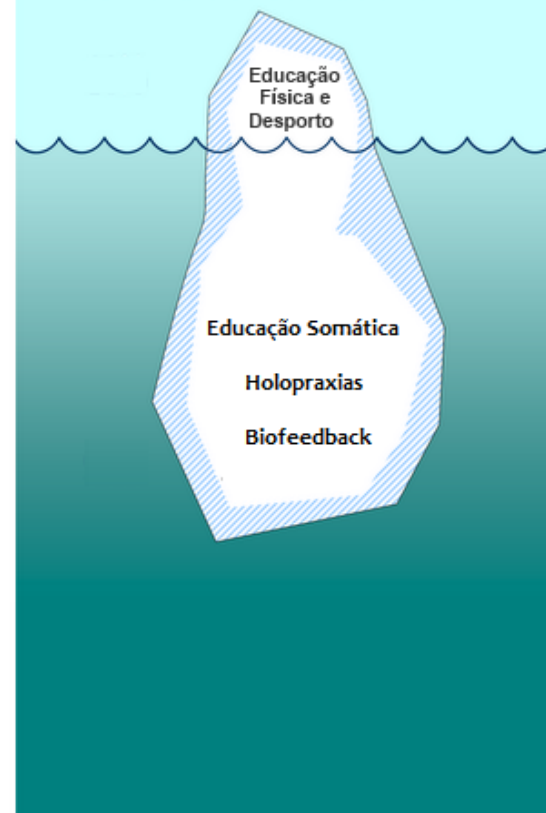 Educação
Física e
Desporto
Educação Somática
Holopraxias
Biofeedback